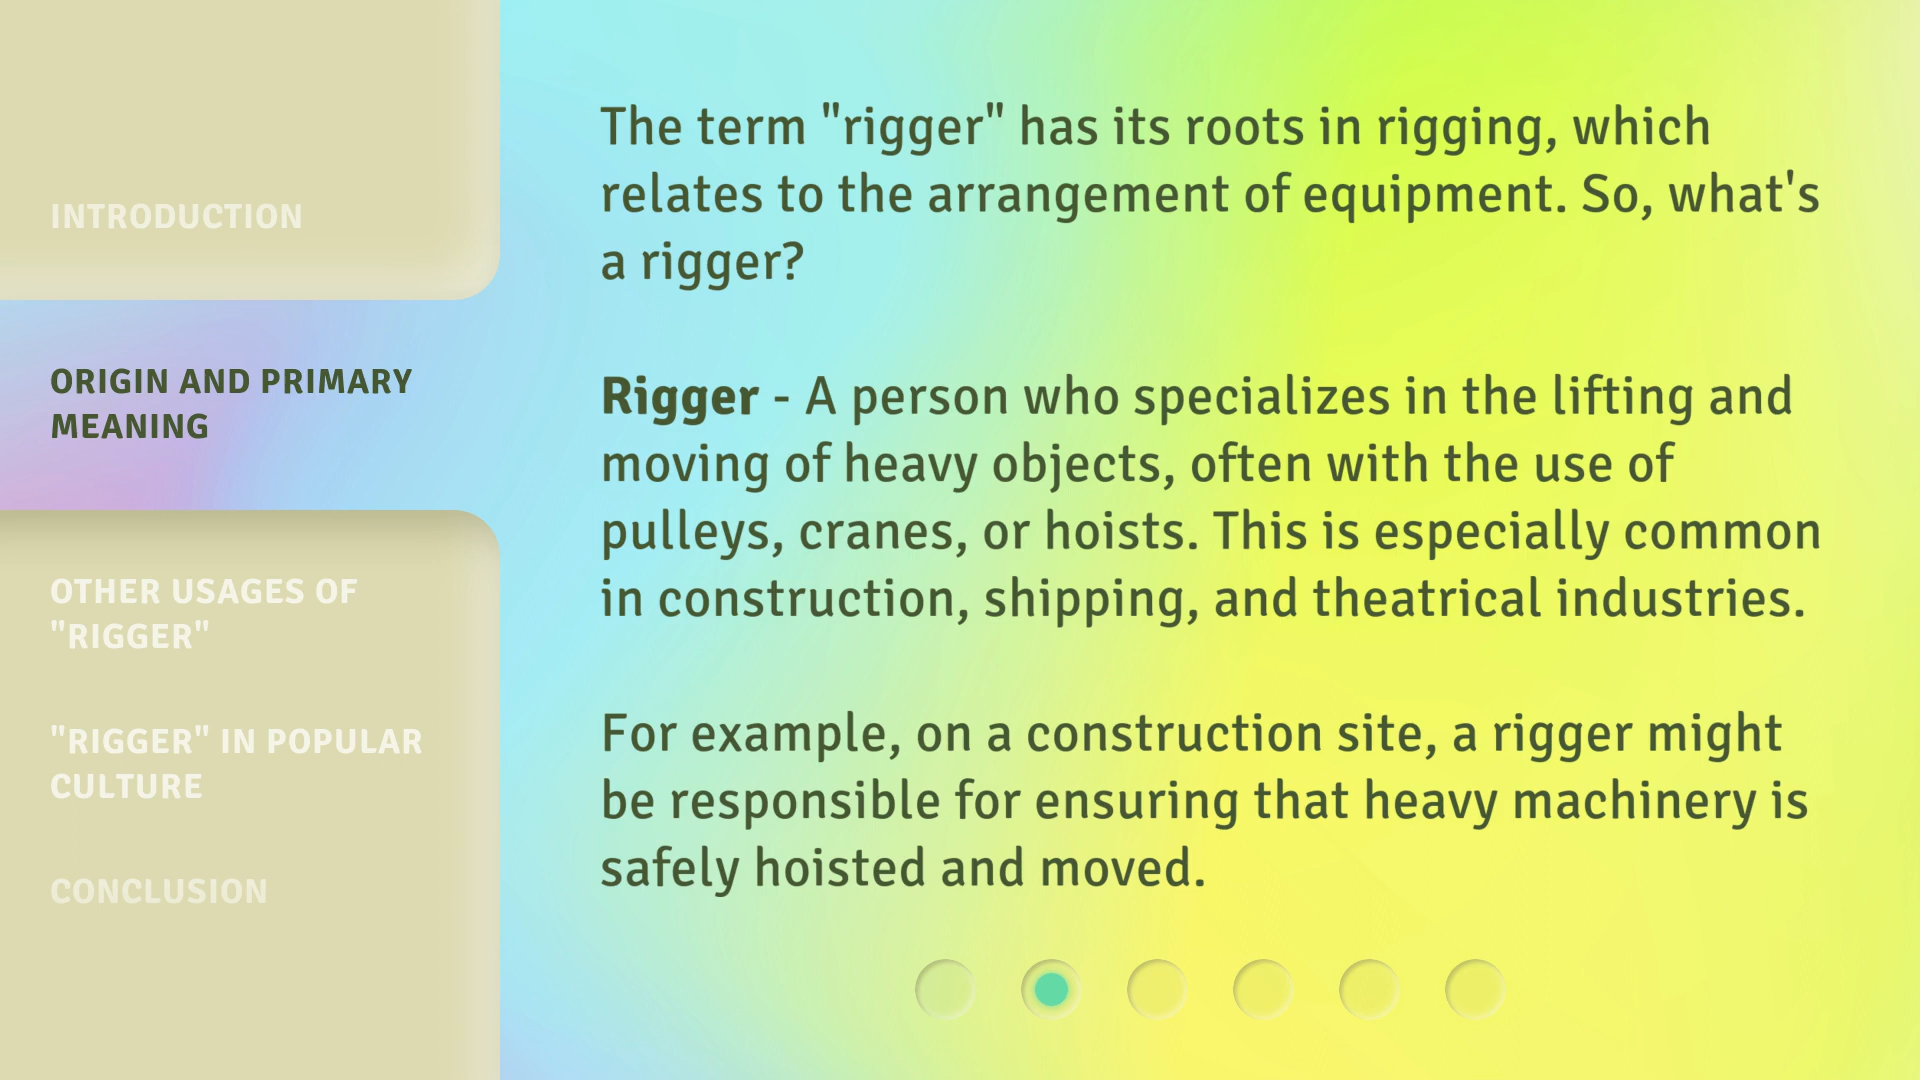 INTRODUCTION
ORIGIN AND PRIMARY
MEANING
OTHER USAGES OF
"RIGGER"
"RIGGER" IN POPULAR
CULTURE
CONCLUSION
The term "rigger" has its roots in rigging, which
relates to the arrangement of equipment. So, what's
a rigger?
Rigger - A person who specializes in the lifting and
moving of heavy objects, often with the use of
pulleys, cranes, or hoists. This is especially common
in construction, shipping, and theatrical industries.
For example, on a construction site, a rigger might
be responsible for ensuring that heavy machinery is
safely hoisted and moved.